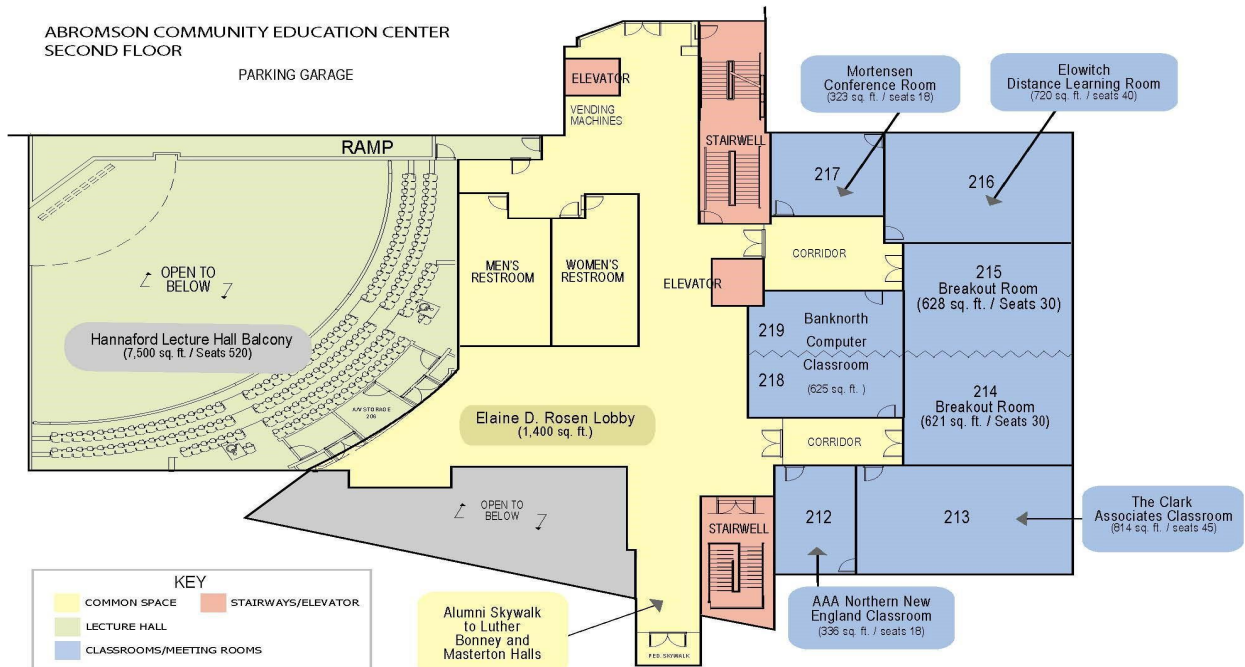 ABROMSON COMMUNITY EDUCATION CENTER
SECOND FLOOR
PARKING GARAGE
ELEVATOR
VENDING
MACHINES
STAIRWELL
RAMP
Mortensen
Conference Room
(323 sq. ft. / seats 18)
Elowitch
Distance Learning Room
(720 sq. ft. / seats 40)
217
216
CORRIDOR
OPEN TO
BELOW
MEN'S
RESTROOM
WOMEN'S
RESTROOM
ELEVATOR
215
Breakout Room
(628 sq. ft. / Seats 30)
Hannaford Lecture Hall Balcony
(7,500 sq. ft. / Seats 520)
219
Banknorth
Computer
Classroom
(625 sq. ft. )
218
214
Breakout Room
(621 sq. ft. / Seats 30)
A/V STORAGE
206
Elaine D. Rosen Lobby
(1,400 sq. ft.)
CORRIDOR
OPEN TO
BELOW
STAIRWELL
212
213
The Clark
Associates Classroom
(814 sq. ft. / seats 45)
AAA Northern New
England Classroom
(336 sq. ft. / seats 18)
Alumni Skywalk
to Luther
Bonney and
Masterton Halls
PED. SKYWALK
KEY
COMMON SPACE
STAIRWAYS/ELEVATOR
LECTURE HALL
CLASSROOMS/MEETING ROOMS